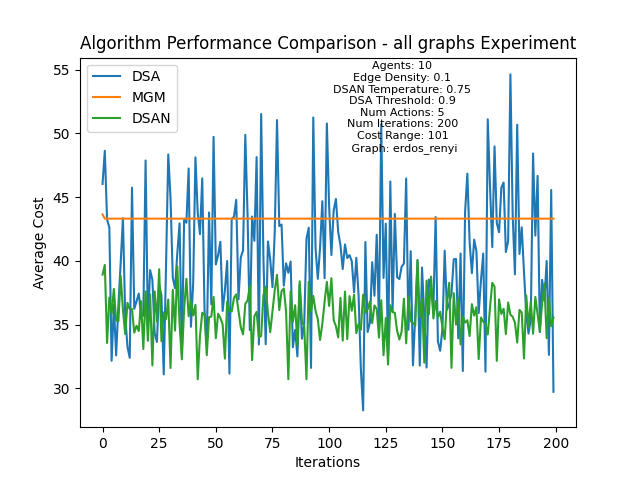 Algorithm Performance Comparison - all graphs Experiment
DSA
MGM
DSAN
Agents: 10
Edge Density: 0.1
DSAN Temperature: 0.75
DSA Threshold: 0.9
Num Actions: 5
Num Iterations: 200
Cost Range: 101
Graph: erdos_renyi
Average Cost
55
50
45
40
35
30
0 25 50 75 100 125 150 175 200
Iterations